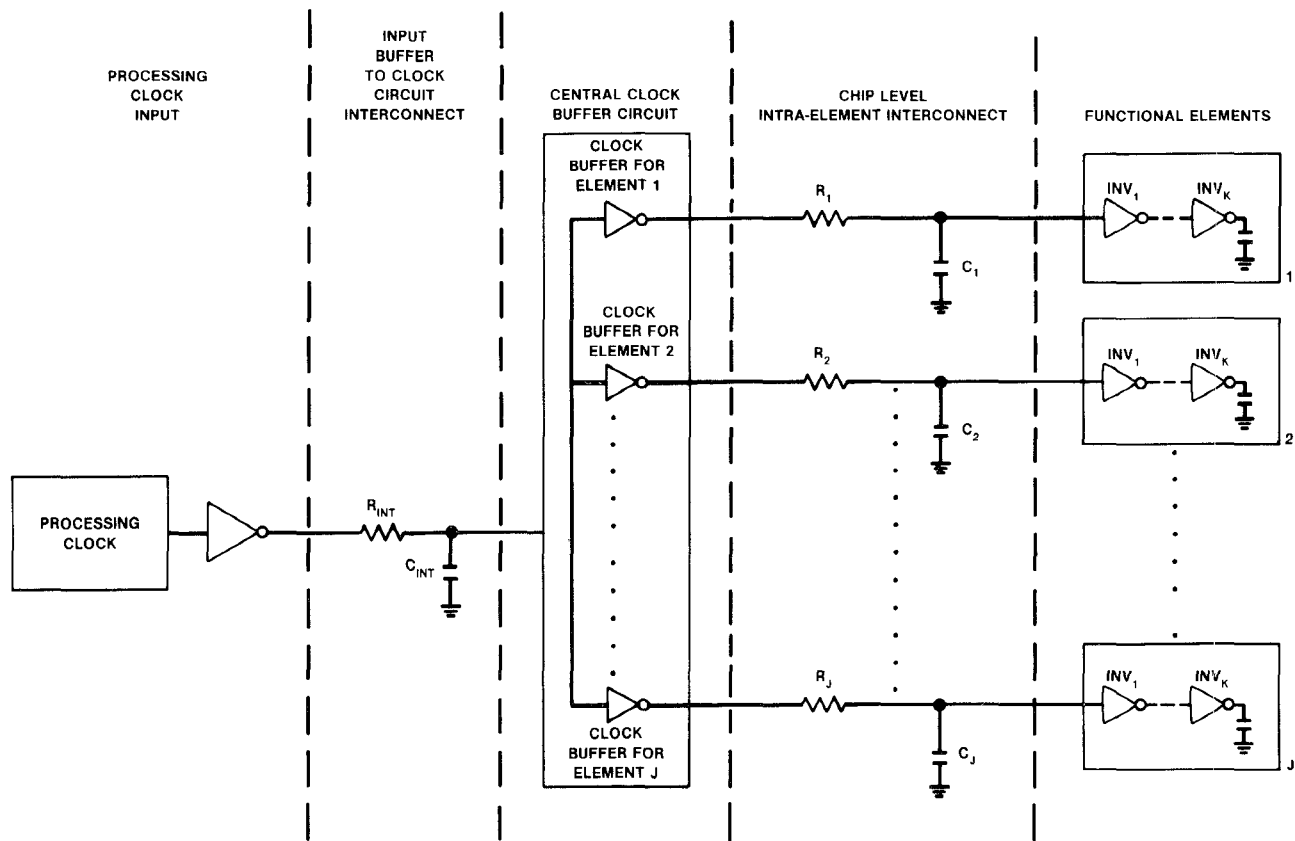 PROCESSING
CLOCK
INPUT
INPUT
BUFFER
TO CLOCK
CIRCUIT
INTERCONNECT
CENTRAL CLOCK
BUFFER CIRCUIT
CHIP LEVEL
INTRA-ELEMENT INTERCONNECT
FUNCTIONAL ELEMENTS
CLOCK
BUFFER FOR
ELEMENT 1
R1
C1
INV1
INVK
1
CLOCK
BUFFER FOR
ELEMENT 2
R2
C2
INV1
INVK
2
PROCESSING
CLOCK
RINT
CINT
RJ
CJ
INV1
INVK
J
CLOCK
BUFFER FOR
ELEMENT J